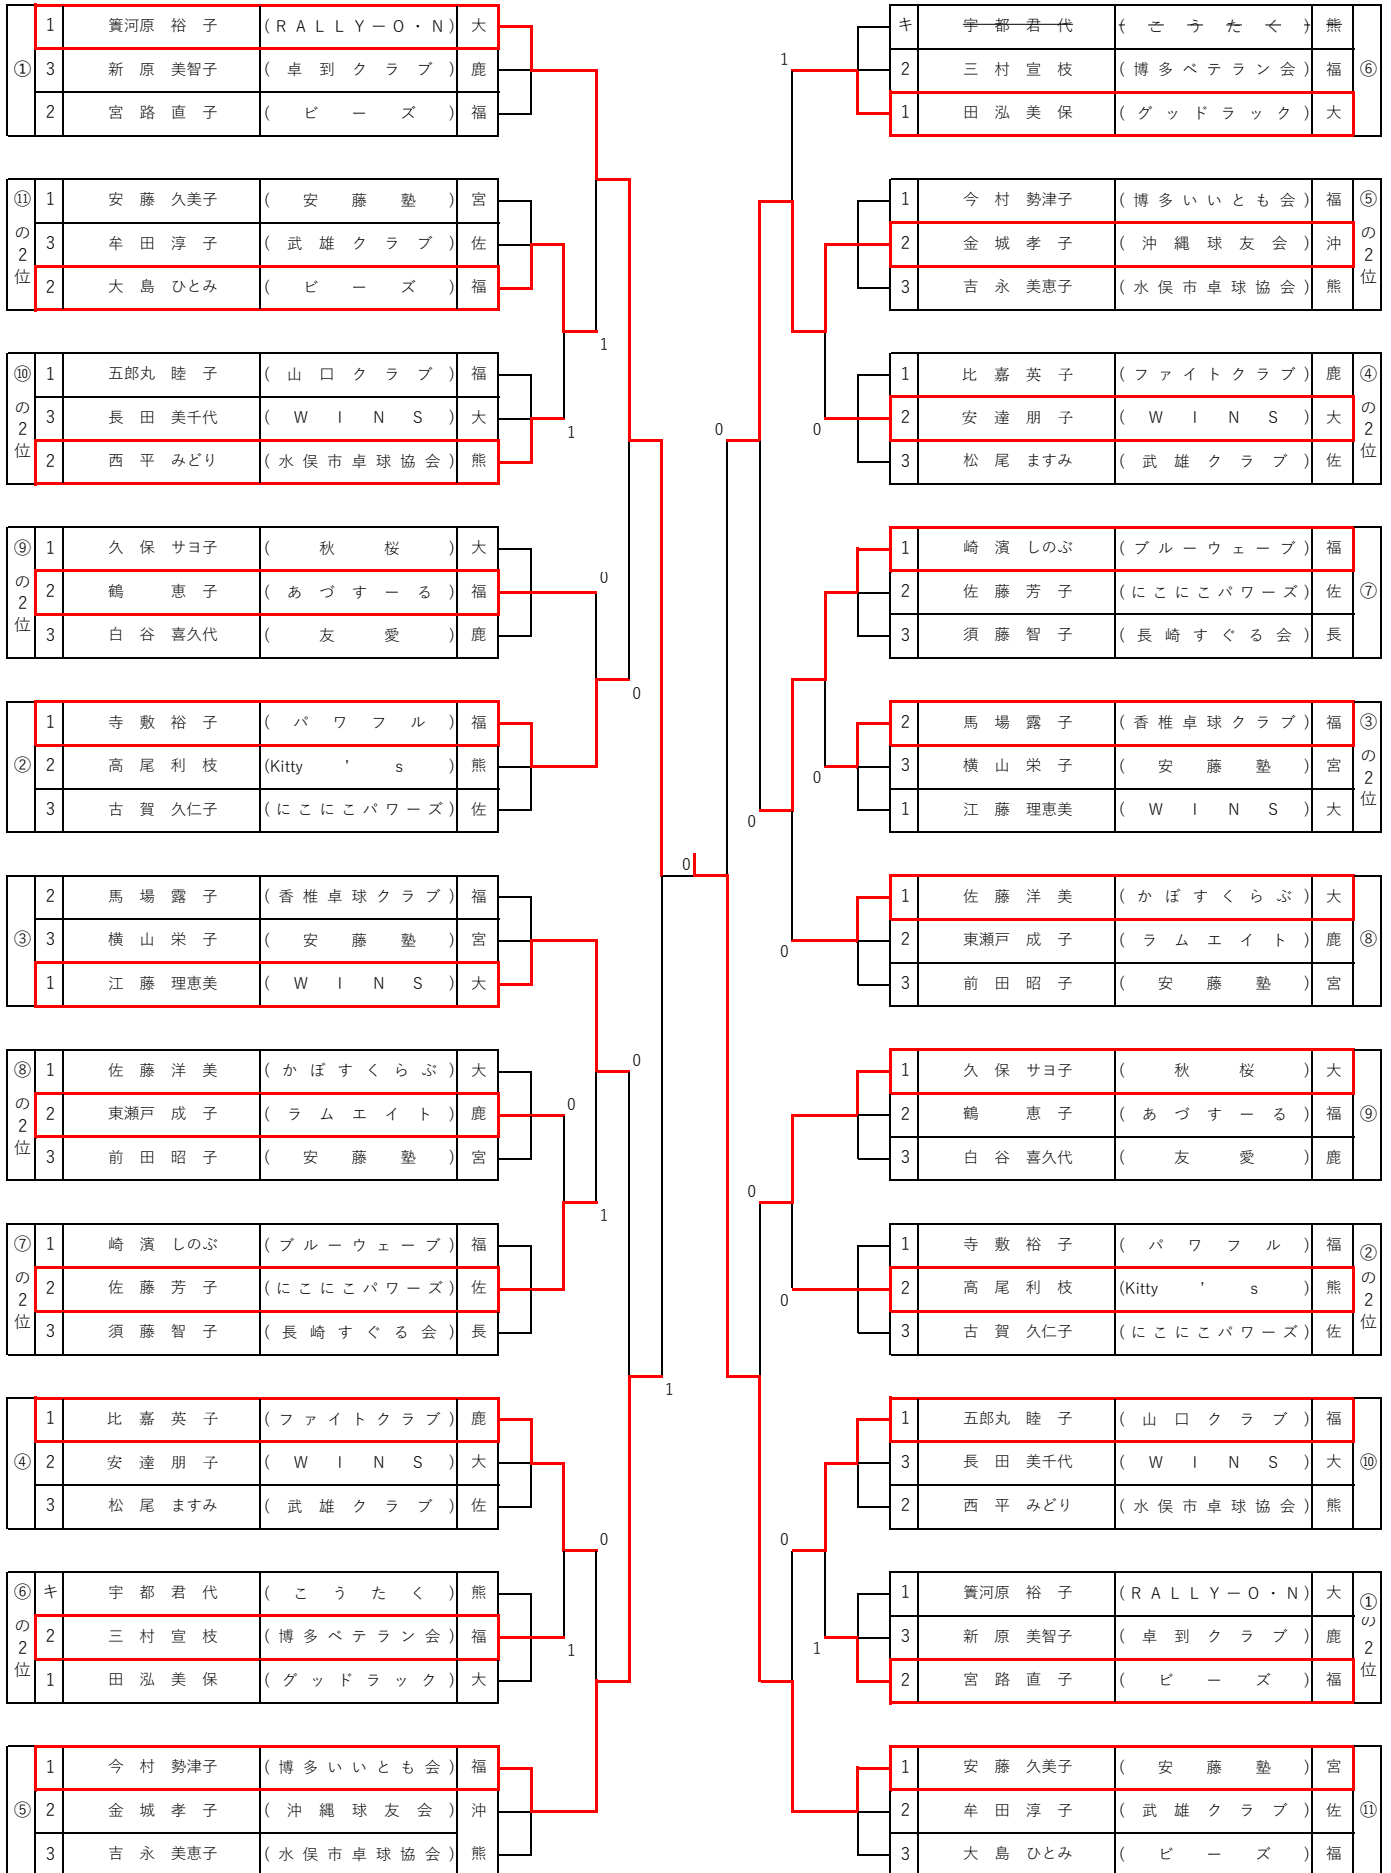 ① 1 簀河原 裕 子 (ＲＡＬＬＹーＯ・Ｎ) 大
3 新 原 美智子 (卓到クラブ) 鹿
2 宮 路 直 子 (ビーズ) 福
⑪の2位 1 安 藤 久美子 (安藤塾) 宮
3 牟 田 淳 子 (武雄クラブ) 佐
2 大 島 ひとみ (ビーズ) 福
1
⑩の2位 1 五郎丸 睦 子 (山口クラブ) 福
3 長 田 美千代 (ＷＩＮＳ) 大
2 西 平 みどり (水俣市卓球協会) 熊
1
⑨の2位 1 久 保 サヨ子 (秋桜) 大
2 鶴 恵 子 (あづすーる) 福
3 白 谷 喜久代 (友愛) 鹿
0
0
② 1 寺 敷 裕 子 (パワフル) 福
2 高 尾 利 枝 (Kitty ’ s) 熊
3 古 賀 久仁子 (にこにこパワーズ) 佐
0
③ 2 馬 場 露 子 (香椎卓球クラブ) 福
3 横 山 栄 子 (安藤塾) 宮
1 江 藤 理恵美 (ＷＩＮＳ) 大
0
⑧の2位 1 佐 藤 洋 美 (かぼすくらぶ) 大
2 東瀬戸 成 子 (ラムエイト) 鹿
3 前 田 昭 子 (安藤塾) 宮
0
1
⑦の2位 1 崎 濱 しのぶ (ブルーウェーブ) 福
2 佐 藤 芳 子 (にこにこパワーズ) 佐
3 須 藤 智 子 (長崎すぐる会) 長
1
④ 1 比 嘉 英 子 (ファイトクラブ) 鹿
2 安 達 朋 子 (ＷＩＮＳ) 大
3 松 尾 ますみ (武雄クラブ) 佐
0
⑥の2位 キ 宇 都 君 代 (こうたく) 熊
2 三 村 宣 枝 (博多ベテラン会) 福
1 田 泓 美 保 (グッドラック) 大
1
⑤ 1 今 村 勢津子 (博多いいとも会) 福
2 金 城 孝 子 (沖縄球友会) 沖
3 吉 永 美恵子 (水俣市卓球協会) 熊
キ 宇 都 君 代 (こうたく) 熊 ⑥
2 三 村 宣 枝 (博多ベテラン会) 福
1 田 泓 美 保 (グッドラック) 大
1
1 今 村 勢津子 (博多いいとも会) 福 ⑤の2位
2 金 城 孝 子 (沖縄球友会) 沖
3 吉 永 美恵子 (水俣市卓球協会) 熊
1 比 嘉 英 子 (ファイトクラブ) 鹿 ④の2位
2 安 達 朋 子 (ＷＩＮＳ) 大
3 松 尾 ますみ (武雄クラブ) 佐
0
0
1 崎 濱 しのぶ (ブルーウェーブ) 福 ⑦
2 佐 藤 芳 子 (にこにこパワーズ) 佐
3 須 藤 智 子 (長崎すぐる会) 長
2 馬 場 露 子 (香椎卓球クラブ) 福 ③の2位
3 横 山 栄 子 (安藤塾) 宮
1 江 藤 理恵美 (ＷＩＮＳ) 大
0
0
1 佐 藤 洋 美 (かぼすくらぶ) 大 ⑧
2 東瀬戸 成 子 (ラムエイト) 鹿
3 前 田 昭 子 (安藤塾) 宮
0
1 久 保 サヨ子 (秋桜) 大 ⑨
2 鶴 恵 子 (あづすーる) 福
3 白 谷 喜久代 (友愛) 鹿
0
1 寺 敷 裕 子 (パワフル) 福 ②の2位
2 高 尾 利 枝 (Kitty ’ s) 熊
3 古 賀 久仁子 (にこにこパワーズ) 佐
0
1 五郎丸 睦 子 (山口クラブ) 福 ⑩
3 長 田 美千代 (ＷＩＮＳ) 大
2 西 平 みどり (水俣市卓球協会) 熊
0
1 簀河原 裕 子 (ＲＡＬＬＹーＯ・Ｎ) 大 ①の2位
3 新 原 美智子 (卓到クラブ) 鹿
2 宮 路 直 子 (ビーズ) 福
1
1 安 藤 久美子 (安藤塾) 宮 ⑪
2 牟 田 淳 子 (武雄クラブ) 佐
3 大 島 ひとみ (ビーズ) 福